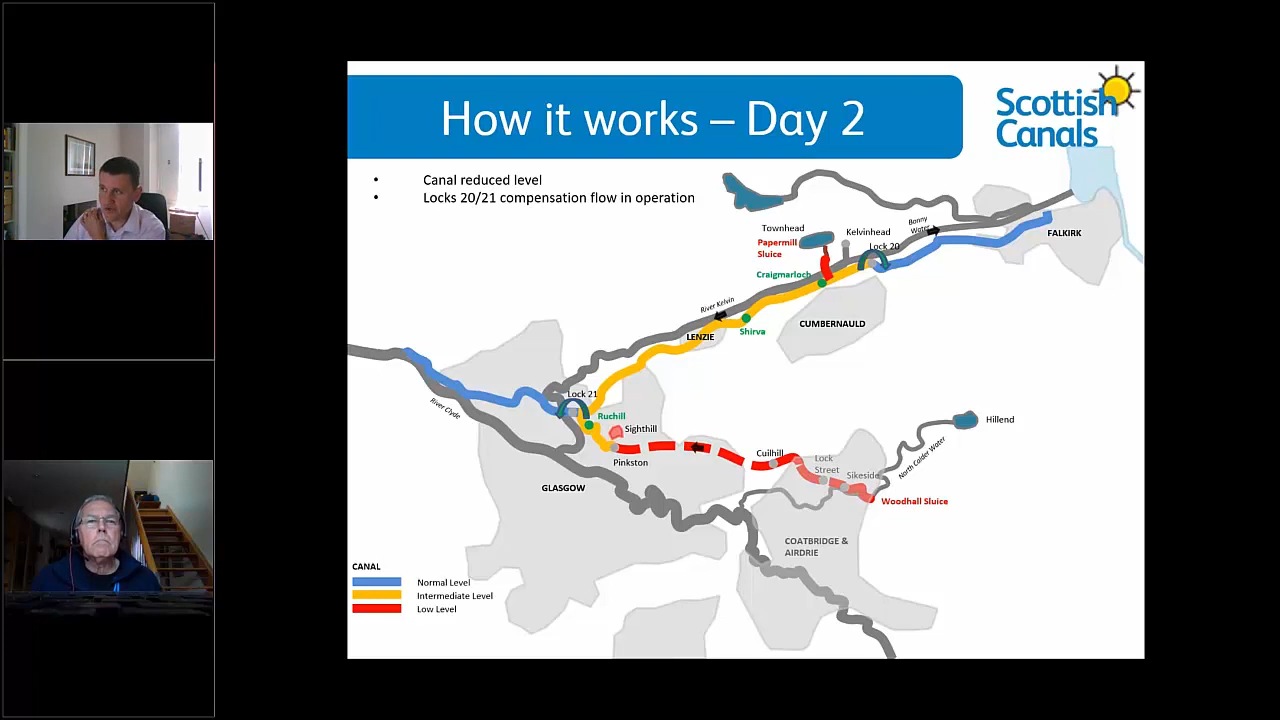 How it works – Day 2
Scottish
Canals
• Canal reduced level
• Locks 20/21 compensation flow in operation
Townhead
Kelvinhead
Bonny
Water
FALKIRK
Papermill
Sluice
Lock 20
Craigmarloch
River Kelvin
CUMBERNAULD
Shirva
LENZIE
Lock 21
River Clyde
Ruchill
Sighthill
Hillend
Pinkston
Cuilhill
Lock
Street
Sikeside
North Calder Water
GLASGOW
Woodhall Sluice
COATBRIDGE &
AIRDRIE
CANAL
Normal Level
Intermediate Level
Low Level